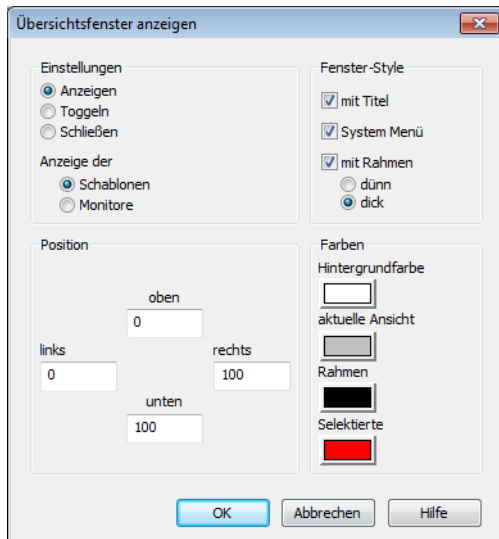 Übersichtsfenster anzeigen
Einstellungen
Anzeigen
Toggeln
Schließen
Anzeige der
Schablonen
Monitore
Fenster-Style
mit Titel
System Menü
mit Rahmen
dünn
dick
Position
oben
0
links
rechts
0
100
unten
100
Farben
Hintergrundfarbe
aktuelle Ansicht
Rahmen
Selektierte
OK
Abbrechen
Hilfe